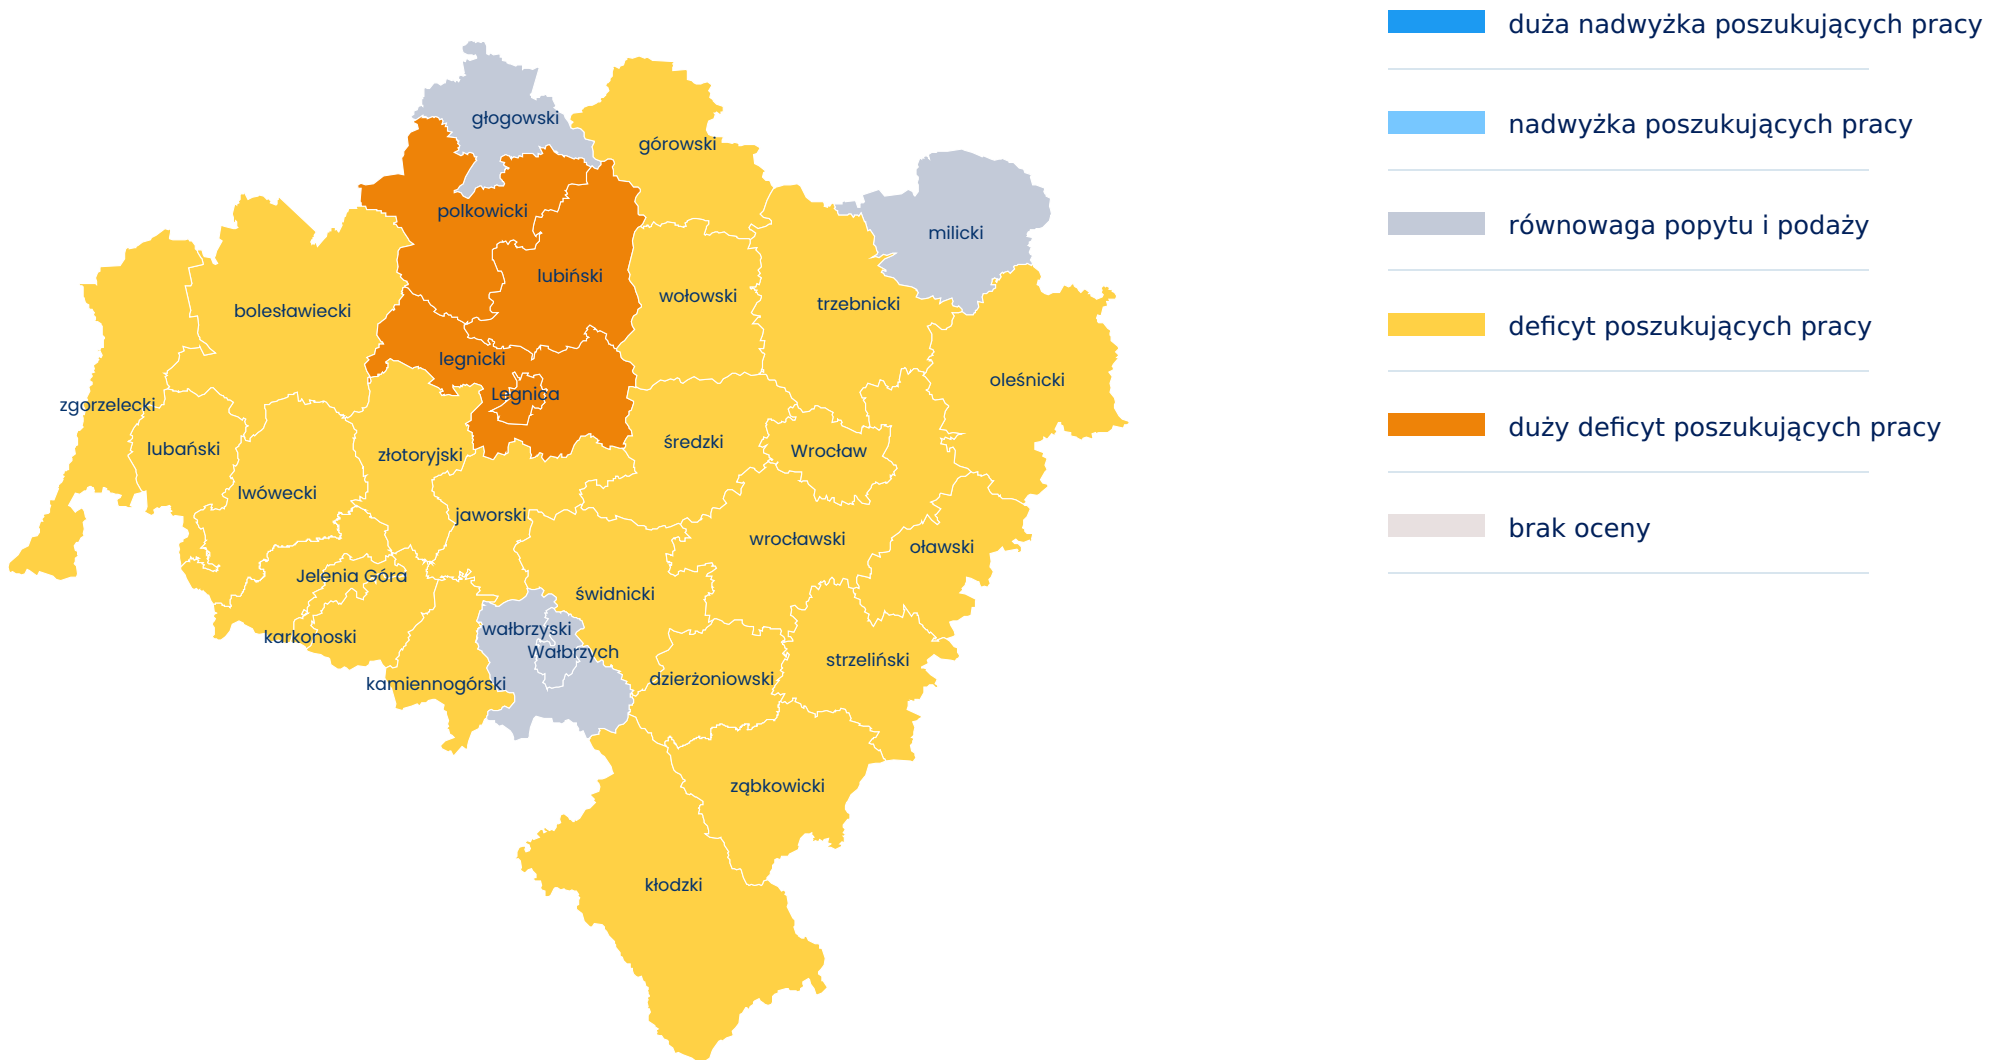 duża nadwyżka poszukujących pracy
nadwyżka poszukujących pracy
równowaga popytu i podaży
deficyt poszukujących pracy
duży deficyt poszukujących pracy
brak oceny
głogowski
górowski
polkowicki
milicki
lubiński
wołowski
trzebnicki
bolesławiecki
legnicki
oleśnicki
Legnica
zgorzelecki
średzki
lubański
Wrocław
złotoryjski
lwówecki
jaworski
wrocławski
oławski
Jelenia Góra
świdnicki
wałbrzyski
karkonoski
Wałbrzych
strzeliński
dzierżoniowski
kamiennogórski
ząbkowicki
kłodzki